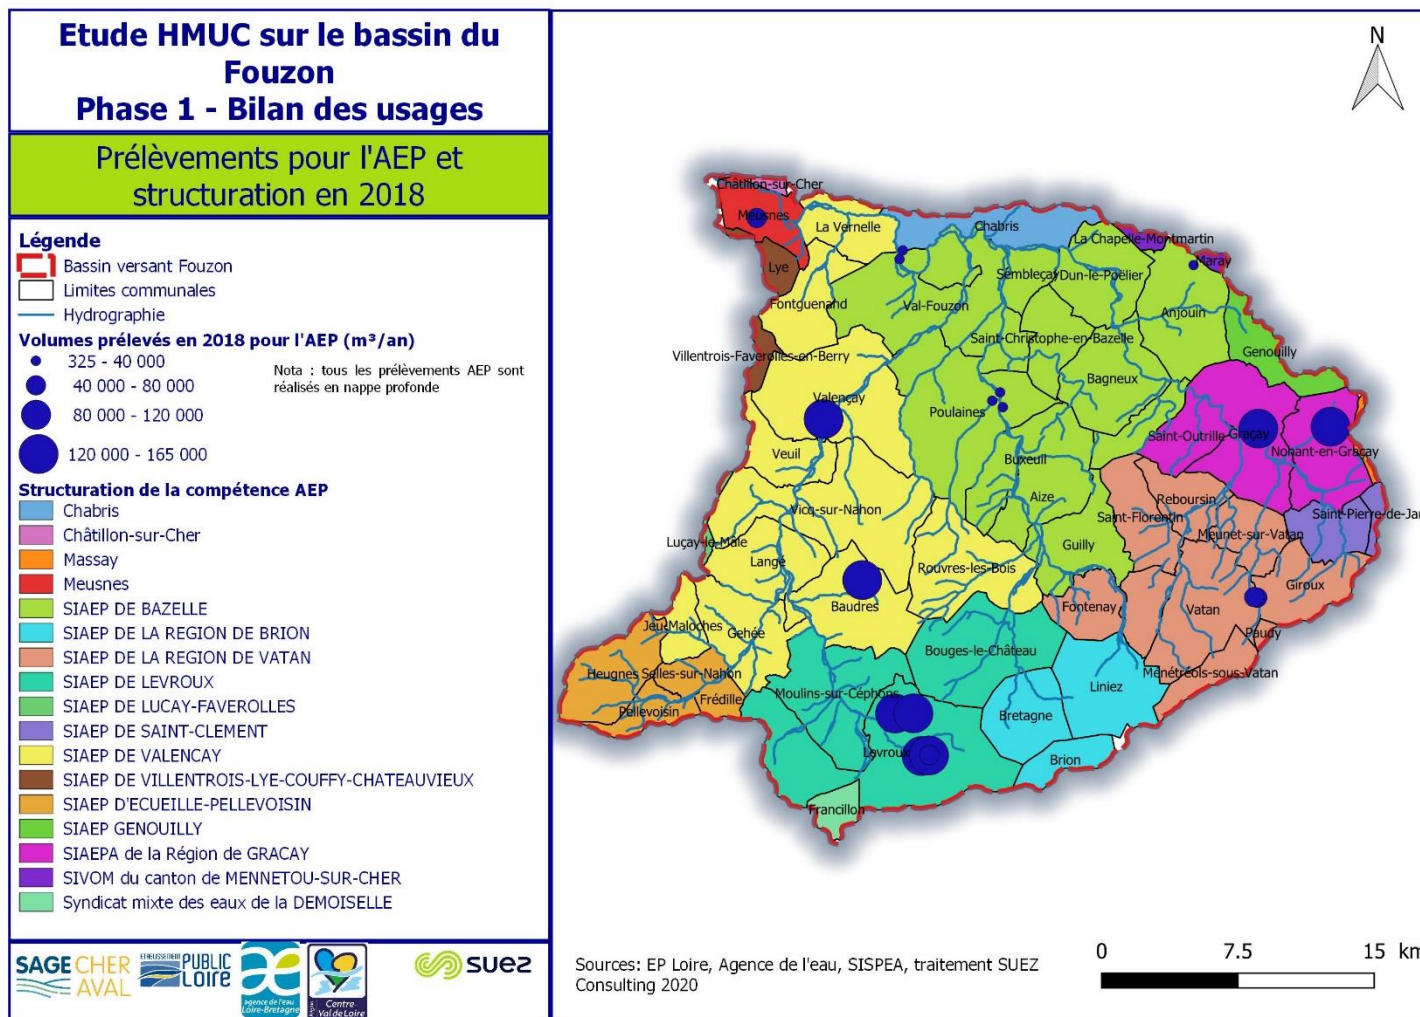 Etude HMUC sur le bassin du
Fouzon
Phase 1 - Bilan des usages
Prélèvements pour l'AEP et
structuration en 2018
Légende
Bassin versant Fouzon
Limites communales
Hydrographie
Volumes prélevés en 2018 pour l'AEP (m³/an)
325 - 40 000
40 000 - 80 000
80 000 - 120 000
120 000 - 165 000
Nota : tous les prélèvements AEP sont
réalisés en nappe profonde
Structuration de la compétence AEP
Chabris
Châtillon-sur-Cher
Massay
Meusnes
SIAEP DE BAZELLE
SIAEP DE LA REGION DE BRION
SIAEP DE LA REGION DE VATAN
SIAEP DE LEVROUX
SIAEP DE LUCAY-FAVEROLLES
SIAEP DE SAINT-CLEMENT
SIAEP DE VALENCAY
SIAEP DE VILLENTROIS-LYE-COUFFY-CHATEAUVIEUX
SIAEP D'ECUEILLE-PELLEVOISIN
SIAEP GENOUILLY
SIAEPA de la Région de GRACAY
SIVOM du canton de MENNETOU-SUR-CHER
Syndicat mixte des eaux de la DEMOISELLE
SAGE CHER
AVAL
ETABLISSEMENT
PUBLIC
LOIRE
agence de l'eau
Loire-Bretagne
Centre-
Val de Loire
suez
N
Châtillon-sur-Cher
Meusnes
La Vernelle
Chabris
La Chapelle-Montmartin
Maray
Lye
Sembleçay
Dun-le-Poëlier
Fontguenand
Val-Fouzon
Anjouin
Saint-Christophe-en-Bazelle
Genouilly
Villentrois-Faverolles-en-Berry
Bagneux
Valençay
Poulaines
Saint-Outrille
Graçay
Nohant-en-Graçay
Veuil
Buxeuil
Aize
Reboursin
Vicq-sur-Nahon
Saint-Florentin
Saint-Pierre-de-Jar
Meunet-sur-Vatan
Luçay-le-Mâle
Guilly
Langé
Rouvres-les-Bois
Giroux
Baudres
Fontenay
Vatan
Jeu-Maloches
Gehée
Paudy
Bouges-le-Château
Heugnes
Selles-sur-Nahon
Ménétréols-sous-Vatan
Frédille
Moulins-sur-Céphons
Liniez
Pellevoisin
Bretagne
Levroux
Brion
Francillon
Sources: EP Loire, Agence de l'eau, SISPEA, traitement SUEZ
Consulting 2020
0 7.5 15 km